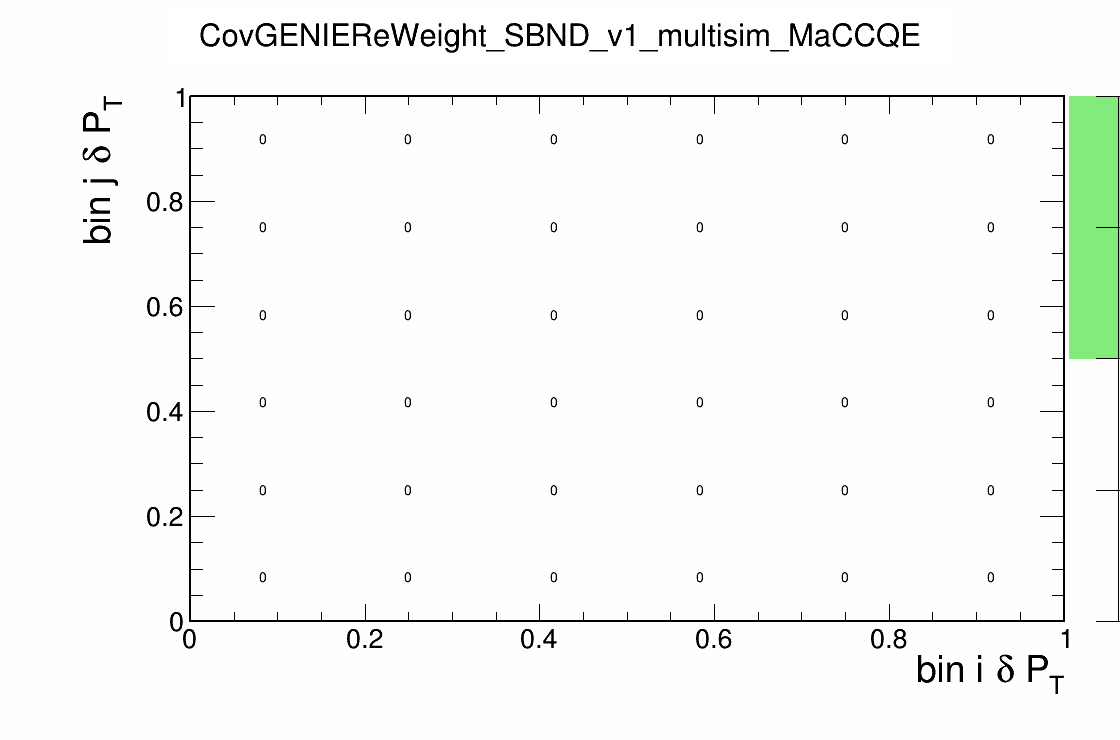 CovGENIEReWeight_SBND_v1_multisim_MaCCQE
bin j δ P_T
1
0 0 0 0 0 0
0.8
0 0 0 0 0 0
0.6
0 0 0 0 0 0
0.4
0 0 0 0 0 0
0.2
0 0 0 0 0 0
0 0 0 0 0 0
0
0 0.2 0.4 0.6 0.8 1
bin i δ P_T